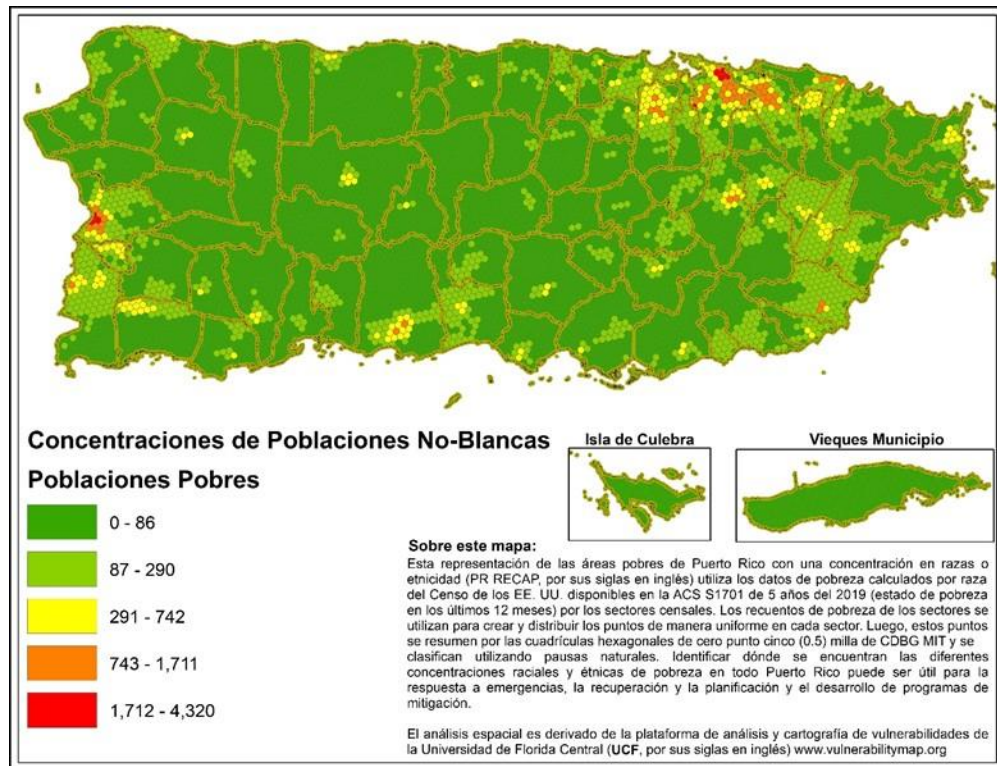 Concentraciones de Poblaciones No-Blancas
Poblaciones Pobres
0 - 86
87 - 290
291 - 742
743 - 1,711
1,712 - 4,320
Isla de Culebra
Vieques Municipio
Sobre este mapa:
Esta representación de las áreas pobres de Puerto Rico con una concentración en razas o
etnicidad (PR RECAP, por sus siglas en inglés) utiliza los datos de pobreza calculados por raza
del Censo de los EE. UU. disponibles en la ACS S1701 de 5 años del 2019 (estado de pobreza
en los últimos 12 meses) por los sectores censales. Los recuentos de pobreza de los sectores se
utilizan para crear y distribuir los puntos de manera uniforme en cada sector. Luego, estos puntos
se resumen por las cuadrículas hexagonales de cero punto cinco (0.5) milla de CDBG MIT y se
clasifican utilizando pausas naturales. Identificar dónde se encuentran las diferentes
concentraciones raciales y étnicas de pobreza en todo Puerto Rico puede ser útil para la
respuesta a emergencias, la recuperación y la planificación y el desarrollo de programas de
mitigación.
El análisis espacial es derivado de la plataforma de análisis y cartografía de vulnerabilidades de
la Universidad de Florida Central (UCF, por sus siglas en inglés) www.vulnerabilitymap.org